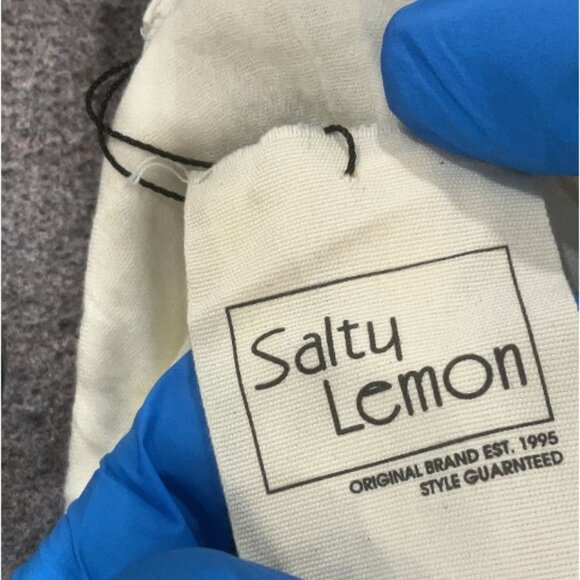 Salty
Lemon
ORIGINAL BRAND EST. 1995
STYLE GUARNTEED